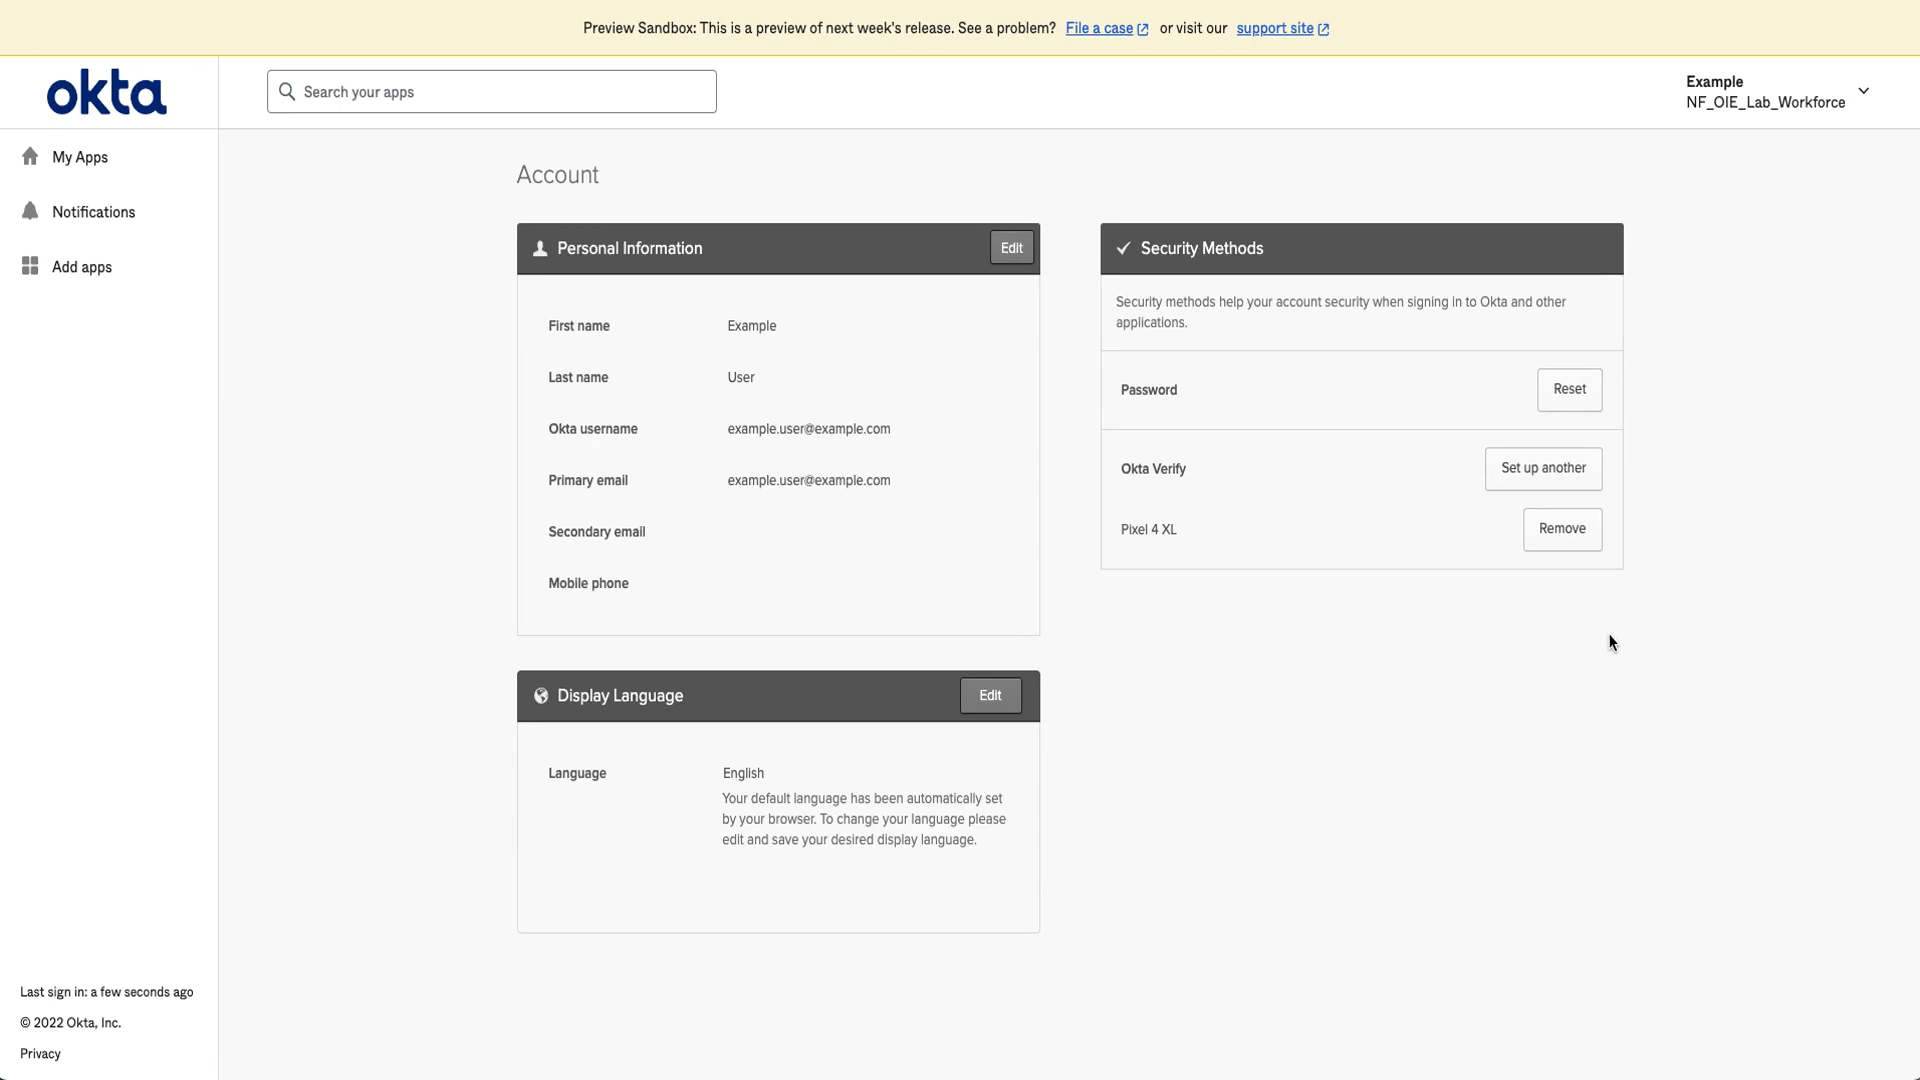 Preview Sandbox: This is a preview of next week's release. See a problem? File a case or visit our support site
okta
Search your apps
Example
NF_OIE_Lab_Workforce
My Apps
Notifications
Add apps
Account
Personal Information
Edit
First name Example
Last name User
Okta username example.user@example.com
Primary email example.user@example.com
Secondary email
Mobile phone
Security Methods
Security methods help your account security when signing in to Okta and other
applications.
Password Reset
Okta Verify Set up another
Pixel 4 XL Remove
Display Language Edit
Language English
Your default language has been automatically set
by your browser. To change your language please
edit and save your desired display language.
Last sign in: a few seconds ago
© 2022 Okta, Inc.
Privacy